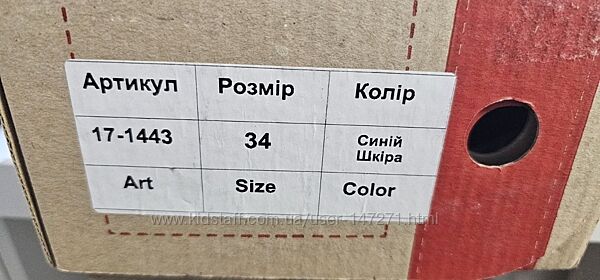 Артикул Розмір Колір
17-1443 34 Синій
Шкіра
Art Size Color
www.kidstaff.com.ua/user-147271.html